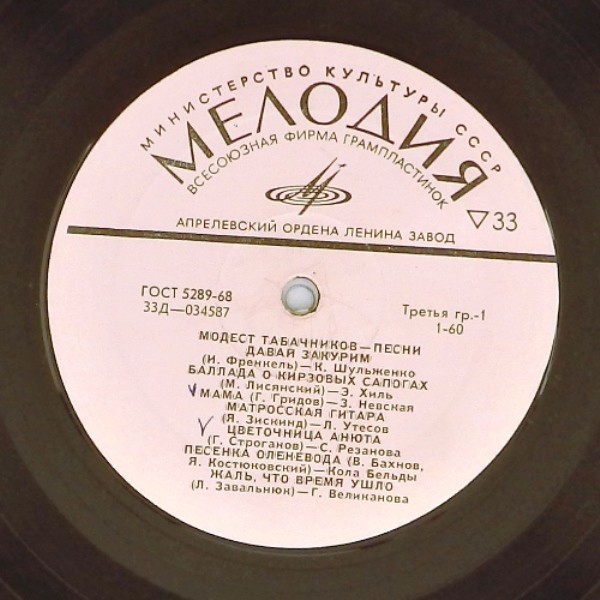 МИНИСТЕРСТВО КУЛЬТУРЫ СССР
МЕЛОДИЯ
ВСЕСОЮЗНАЯ ФИРМА ГРАМПЛАСТИНОК
АПРЕЛЕВСКИЙ ОРДЕНА ЛЕНИНА ЗАВОД
33
ГОСТ 5289-68
33Д—034587
Третья гр.-1
1-60
МОДЕСТ ТАБАЧНИКОВ—ПЕСНИ
ДАВАЙ ЗАКУРИМ
(И. Френкель)—К. Шульженко
БАЛЛАДА О КИРЗОВЫХ САПОГАХ
(М. Лисянский)—Э. Хиль
МАМА (Г. Гридов)—З. Невская
МАТРОССКАЯ ГИТАРА
(Я. Зискинд)—Л. Утесов
ЦВЕТОЧНИЦА АНЮТА
(Г. Строганов)—С. Резанова
ПЕСЕНКА ОЛЕНЕВОДА (В. Бахнов,
Я. Костюковский)—Кола Бельды
ЖАЛЬ, ЧТО ВРЕМЯ УШЛО
(Л. Завальнюк)—Г. Великанова